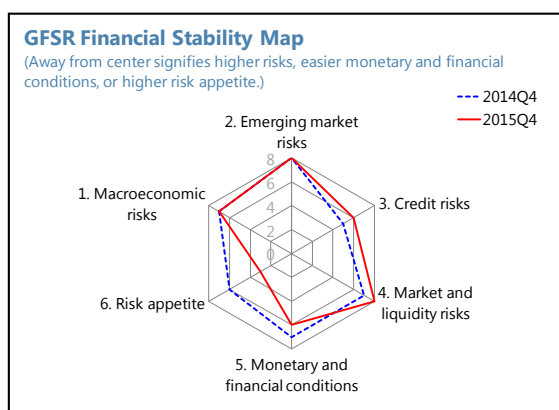 GFSR Financial Stability Map
(Away from center signifies higher risks, easier monetary and financial
conditions, or higher risk appetite.)
2014Q4
2015Q4
2. Emerging market
risks
8
6
4
2
0
1. Macroeconomic
risks
3. Credit risks
6. Risk appetite
4. Market and
liquidity risks
5. Monetary and
financial conditions